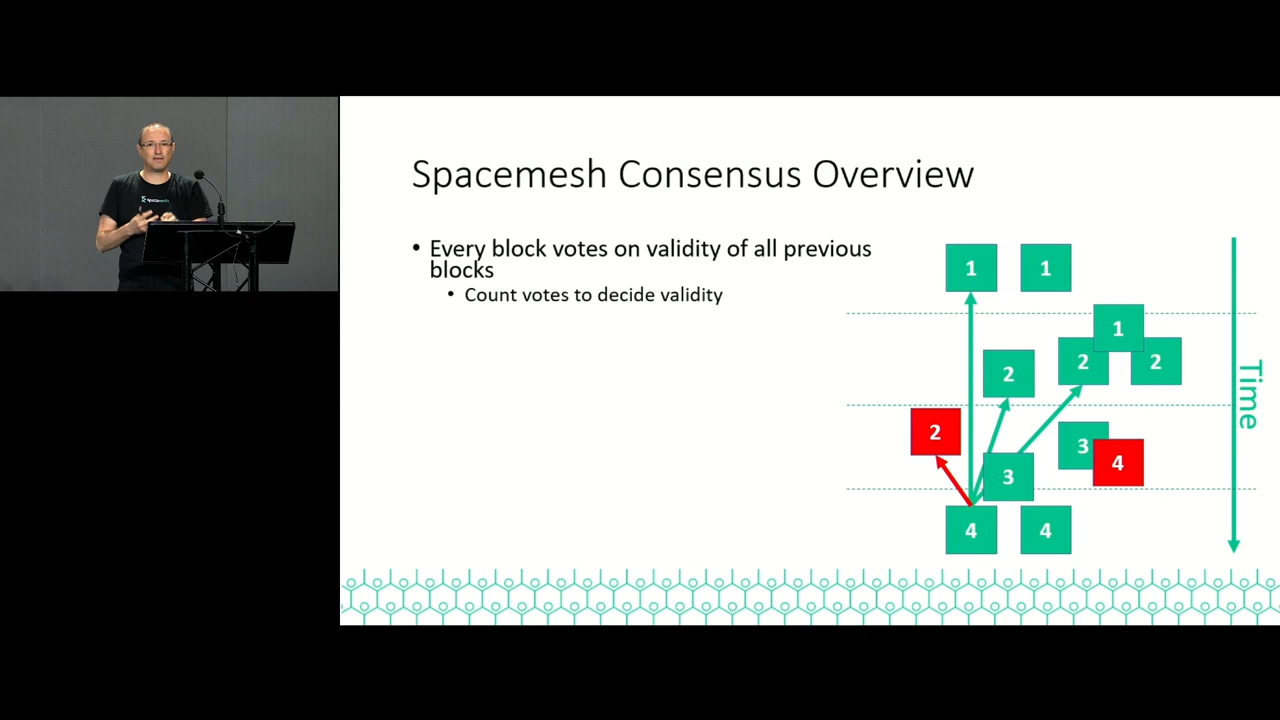 Spacemesh Consensus Overview
• Every block votes on validity of all previous
blocks
• Count votes to decide validity
1 1
1
2 2 2
2
3 4
3
4 4
Time
spacemesh